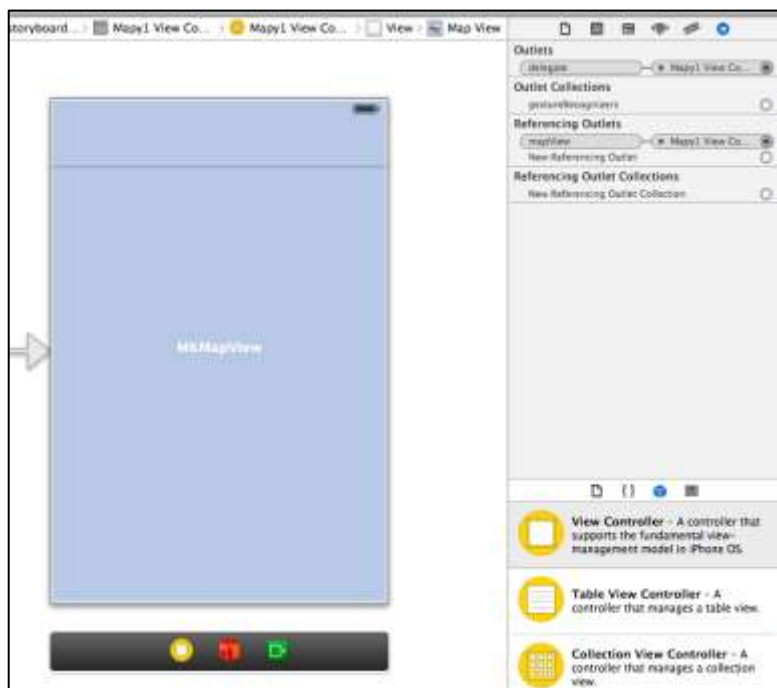 storyboard... Mapy1 View Co... Mapy1 View Co... View Map View
Outlets
delegate Mapy1 View Co...
Outlet Collections
gestureRecognizers
Referencing Outlets
mapView Mapy1 View Co...
New Referencing Outlet
Referencing Outlet Collections
New Referencing Outlet Collection
MKMapView
{ }
View Controller - A controller that
supports the fundamental view-
management model in iPhone OS.
Table View Controller - A
controller that manages a table view.
Collection View Controller - A
controller that manages a collection
view.